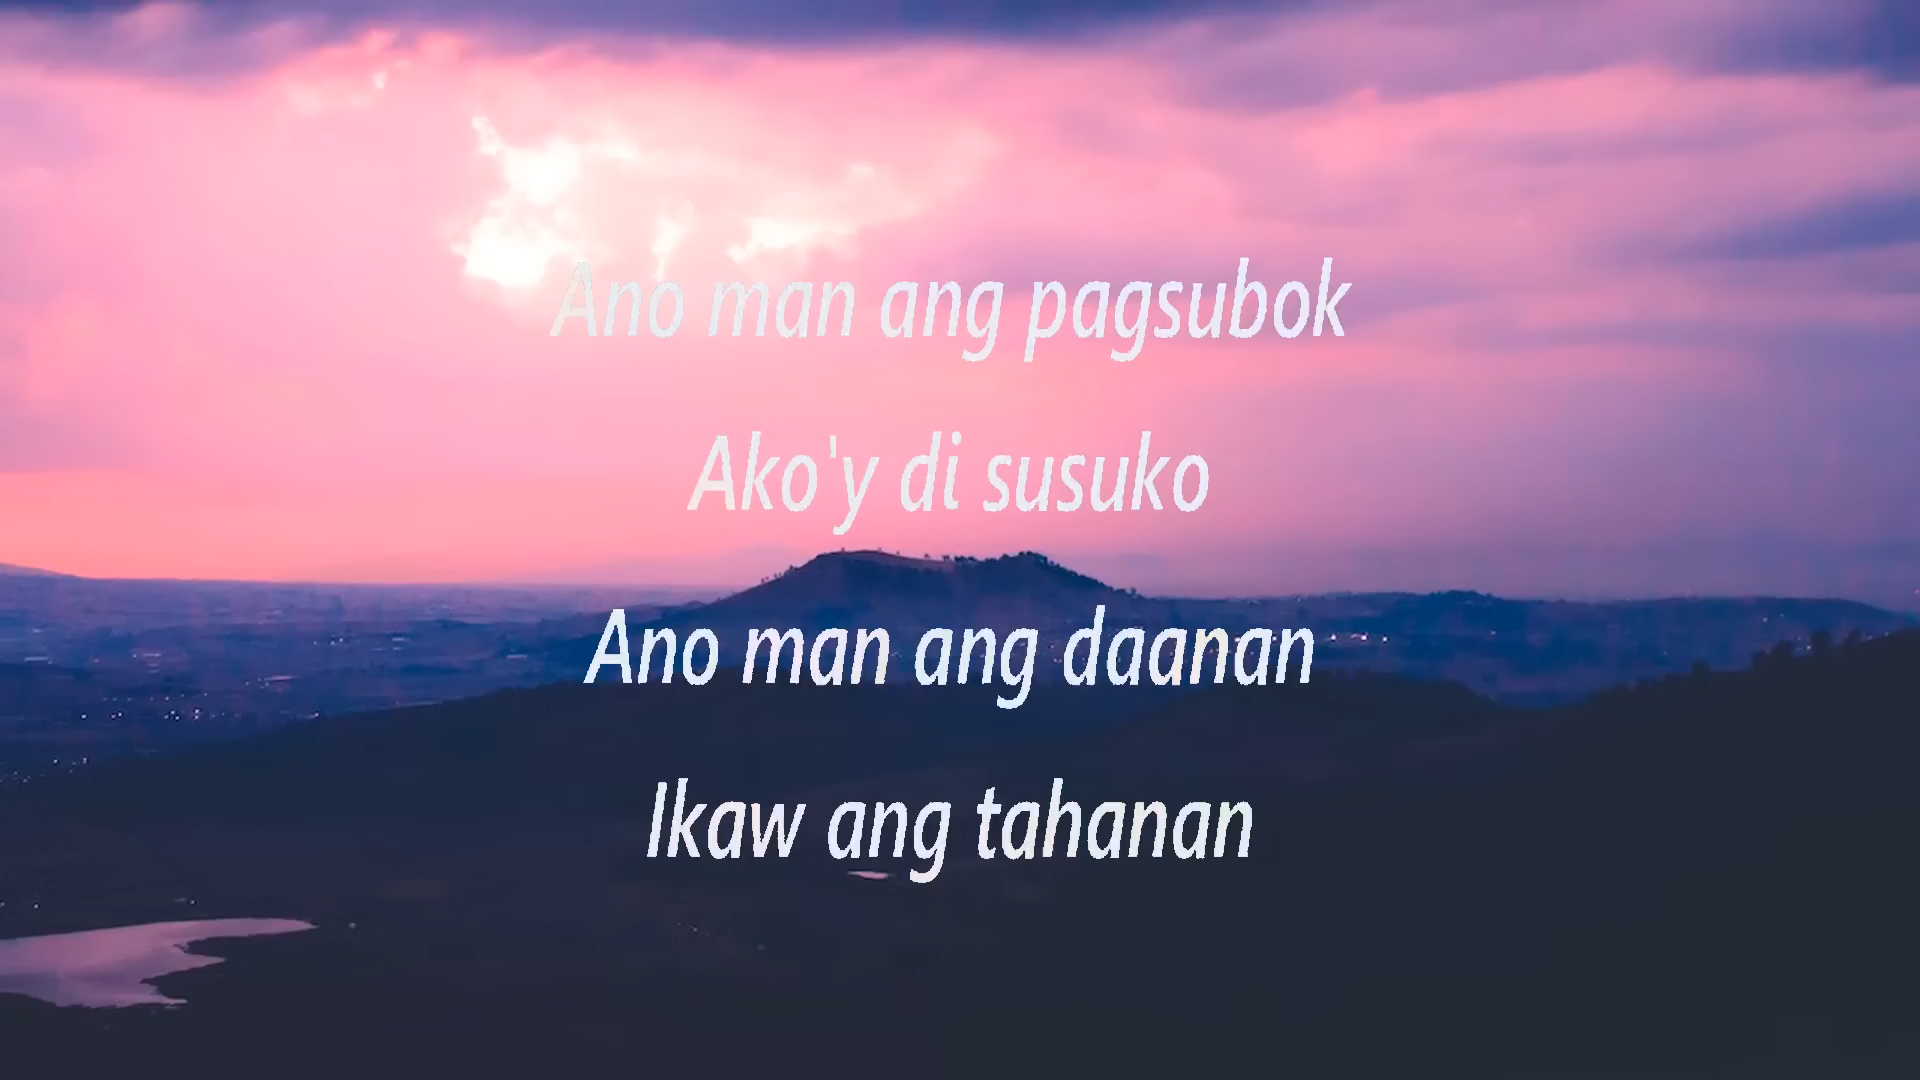 Ano man ang pagsubok
Ako'y di susuko
Ano man ang daanan
Ikaw ang tahanan